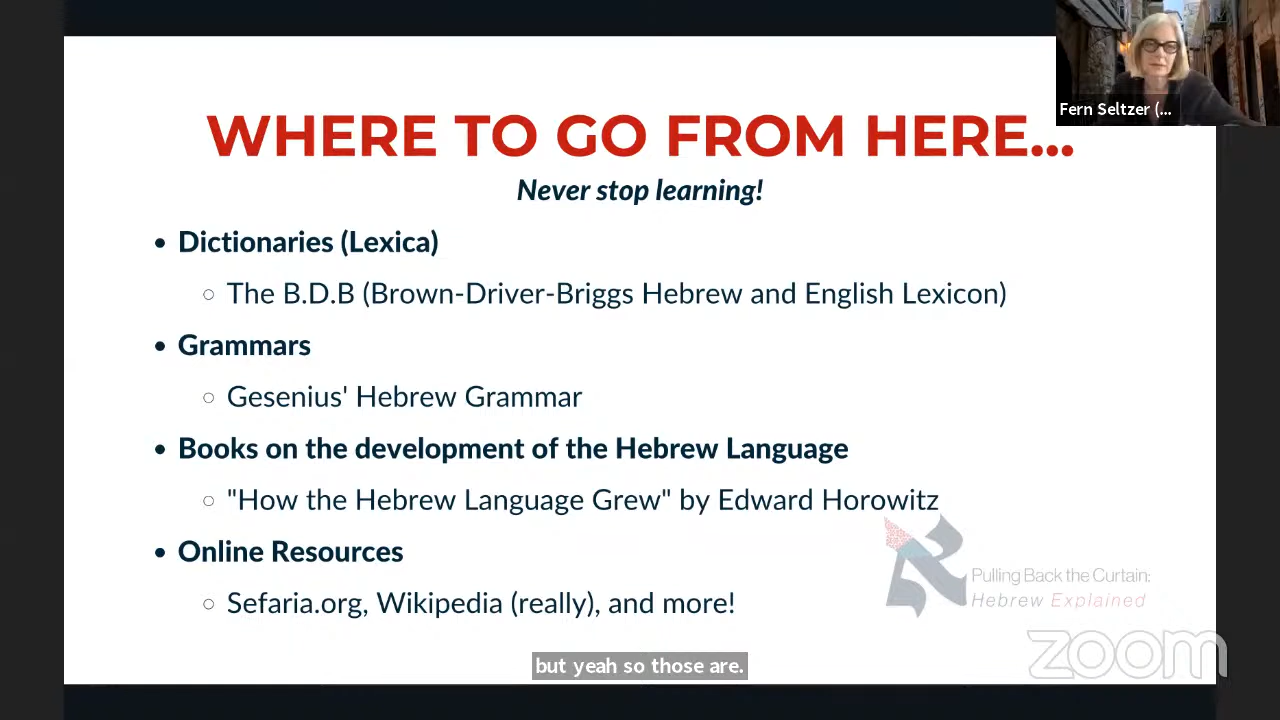 Fern Seltzer (...
WHERE TO GO FROM HERE...
Never stop learning!
• Dictionaries (Lexica)
○ The B.D.B (Brown-Driver-Briggs Hebrew and English Lexicon)
• Grammars
○ Gesenius' Hebrew Grammar
• Books on the development of the Hebrew Language
○ "How the Hebrew Language Grew" by Edward Horowitz
• Online Resources
○ Sefaria.org, Wikipedia (really), and more!
א
Pulling Back the Curtain:
Hebrew Explained
zoom
but yeah so those are.